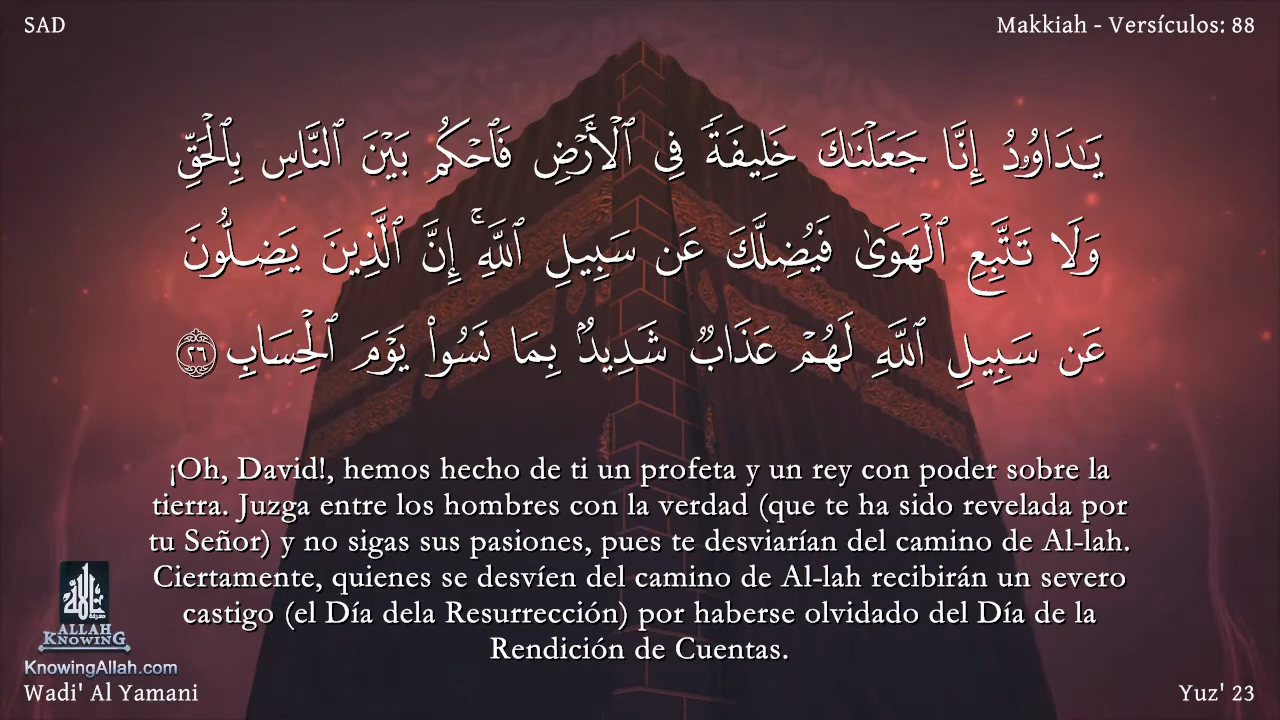 SAD
Makkiah - Versículos: 88
يَـٰدَاوُۥدُ إِنَّا جَعَلْنَـٰكَ خَلِيفَةً فِى ٱلْأَرْضِ فَٱحْكُم بَيْنَ ٱلنَّاسِ بِٱلْحَقِّ
وَلَا تَتَّبِعِ ٱلْهَوَىٰ فَيُضِلَّكَ عَن سَبِيلِ ٱللَّهِ ۚ إِنَّ ٱلَّذِينَ يَضِلُّونَ
عَن سَبِيلِ ٱللَّهِ لَهُمْ عَذَابٌ شَدِيدٌۢ بِمَا نَسُوا۟ يَوْمَ ٱلْحِسَابِ ٢٦
¡Oh, David!, hemos hecho de ti un profeta y un rey con poder sobre la
tierra. Juzga entre los hombres con la verdad (que te ha sido revelada por
tu Señor) y no sigas sus pasiones, pues te desviarían del camino de Al-lah.
Ciertamente, quienes se desvíen del camino de Al-lah recibirán un severo
castigo (el Día dela Resurrección) por haberse olvidado del Día de la
Rendición de Cuentas.
ALLAH
KNOWING
KnowingAllah.com
Wadi' Al Yamani
Yuz' 23